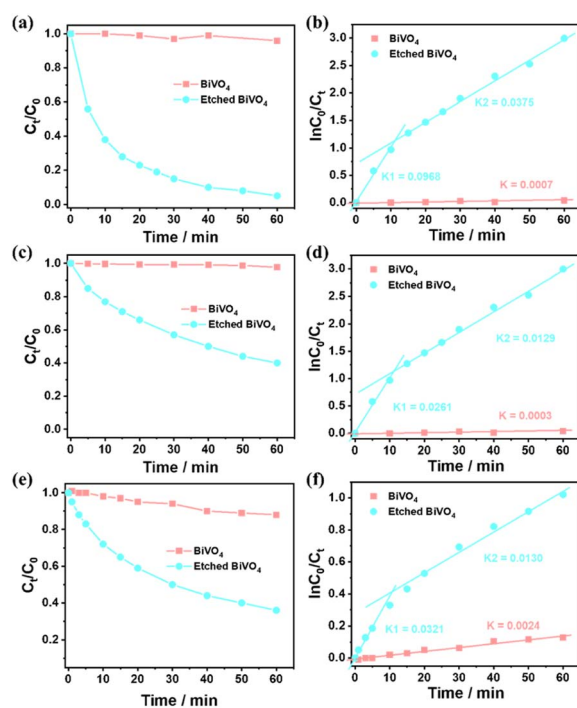 (a)
1.0
0.8
0.6
0.4
0.2
0.0
Cₜ/C₀
BiVO₄
Etched BiVO₄
0 10 20 30 40 50 60
Time / min
(b)
3.0
2.5
2.0
1.5
1.0
0.5
0.0
lnC₀/Cₜ
BiVO₄
Etched BiVO₄
K2 = 0.0375
K1 = 0.0968
K = 0.0007
0 10 20 30 40 50 60
Time / min
(c)
1.0
0.8
0.6
0.4
0.2
0.0
Cₜ/C₀
BiVO₄
Etched BiVO₄
0 10 20 30 40 50 60
Time / min
(d)
3.0
2.5
2.0
1.5
1.0
0.5
0.0
lnC₀/Cₜ
BiVO₄
Etched BiVO₄
K2 = 0.0129
K1 = 0.0261
K = 0.0003
0 10 20 30 40 50 60
Time / min
(e)
1.0
0.8
0.6
0.4
0.2
Cₜ/C₀
BiVO₄
Etched BiVO₄
0 10 20 30 40 50 60
Time / min
(f)
1.0
0.8
0.6
0.4
0.2
0.0
lnC₀/Cₜ
BiVO₄
Etched BiVO₄
K2 = 0.0130
K1 = 0.0321
K = 0.0024
0 10 20 30 40 50 60
Time / min